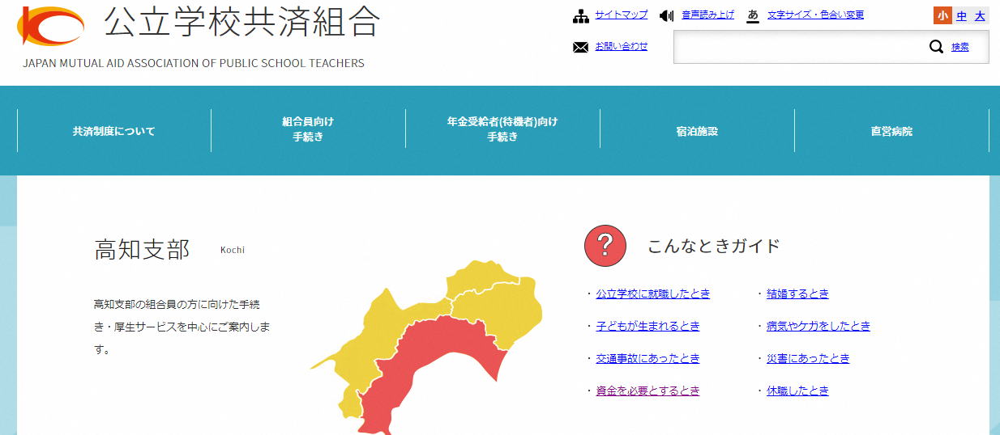 公立学校共済組合
JAPAN MUTUAL AID ASSOCIATION OF PUBLIC SCHOOL TEACHERS
サイトマップ
音声読み上げ
あ
文字サイズ・色合い変更
小 中 大
お問い合わせ
検索
共済制度について
組合員向け
手続き
年金受給者(待機者)向け
手続き
宿泊施設
直営病院
高知支部
Kochi
高知支部の組合員の方に向けた手続
き・厚生サービスを中心にご案内しま
す。
?
こんなときガイド
・ 公立学校に就職したとき
・ 結婚するとき
・ 子どもが生まれるとき
・ 病気やケガをしたとき
・ 交通事故にあったとき
・ 災害にあったとき
・ 資金を必要とするとき
・ 休職したとき